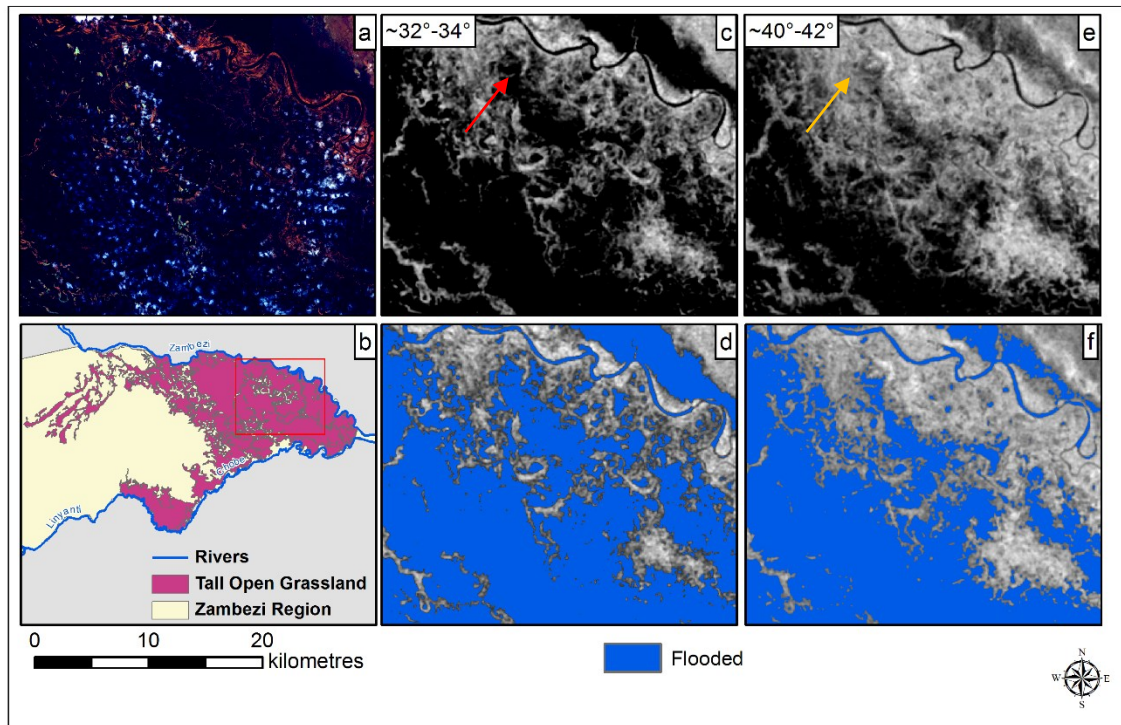 a
~32°-34°
c
~40°-42°
e
b
Zambezi
Chobe
Linyanti
Rivers
Tall Open Grassland
Zambezi Region
d
f
0 10 20
kilometres
Flooded
N
W E
S